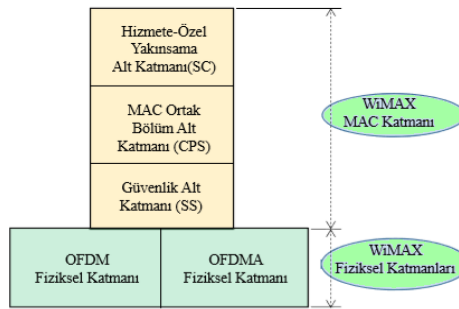 Hizmete-Özel
Yakınsama
Alt Katmanı(SC)
MAC Ortak
Bölüm Alt
Katmanı (CPS)
Güvenlik Alt
Katmanı (SS)
WiMAX
MAC Katmanı
OFDM
Fiziksel Katmanı
OFDMA
Fiziksel Katmanı
WiMAX
Fiziksel Katmanları